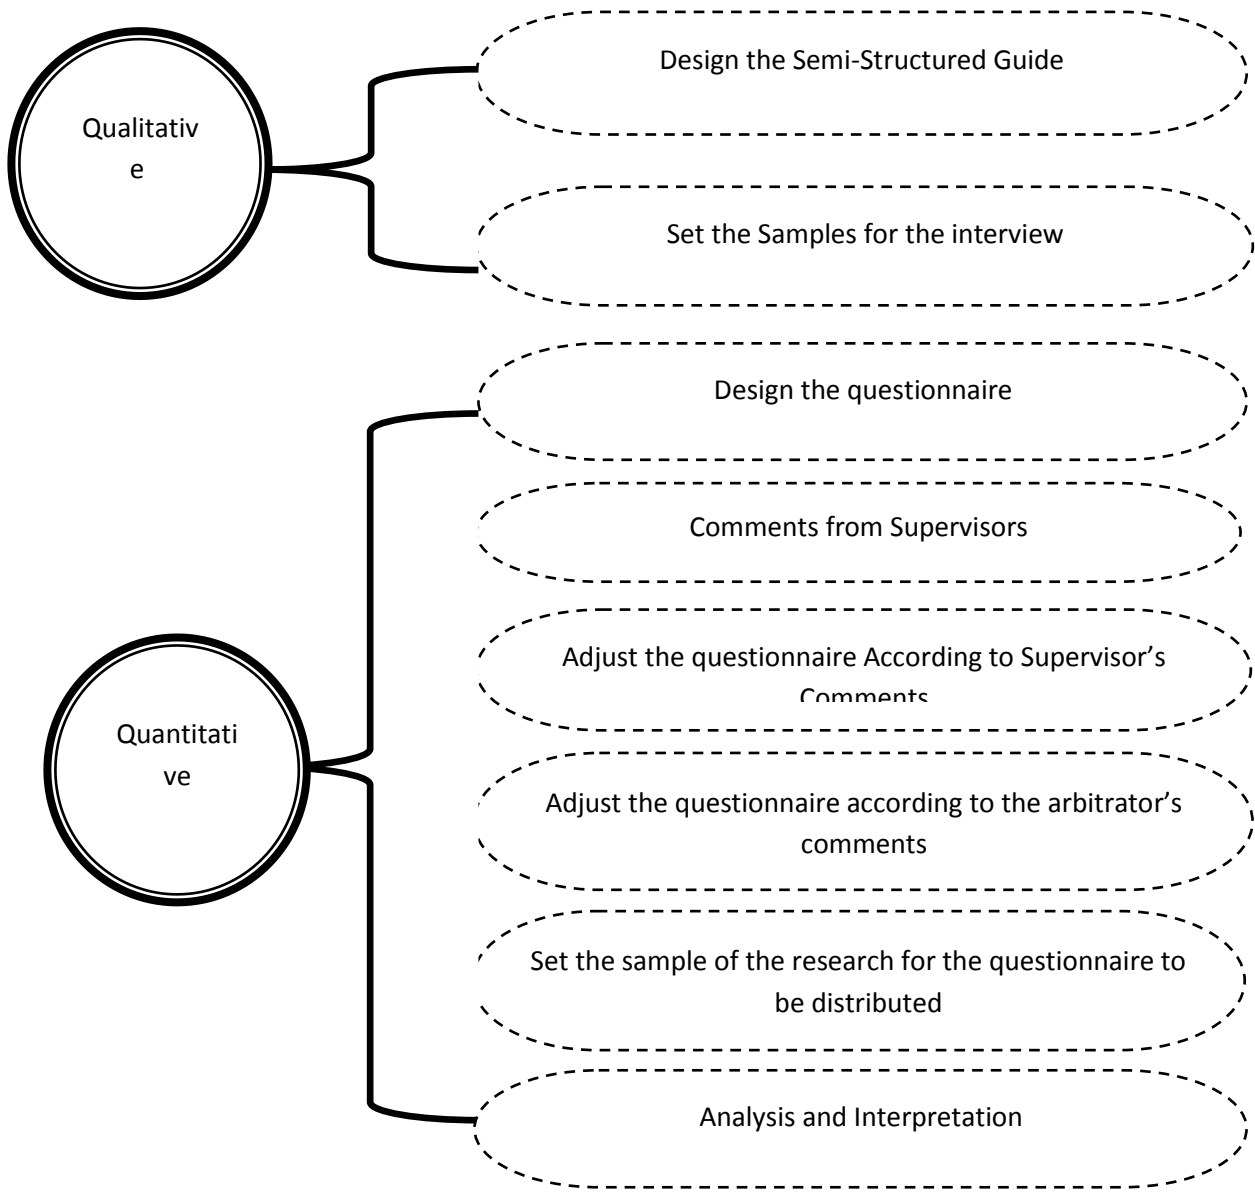 Qualitativ
e
Design the Semi-Structured Guide
Set the Samples for the interview
Quantitati
ve
Design the questionnaire
Comments from Supervisors
Adjust the questionnaire According to Supervisor’s
Comments
Adjust the questionnaire according to the arbitrator’s
comments
Set the sample of the research for the questionnaire to
be distributed
Analysis and Interpretation